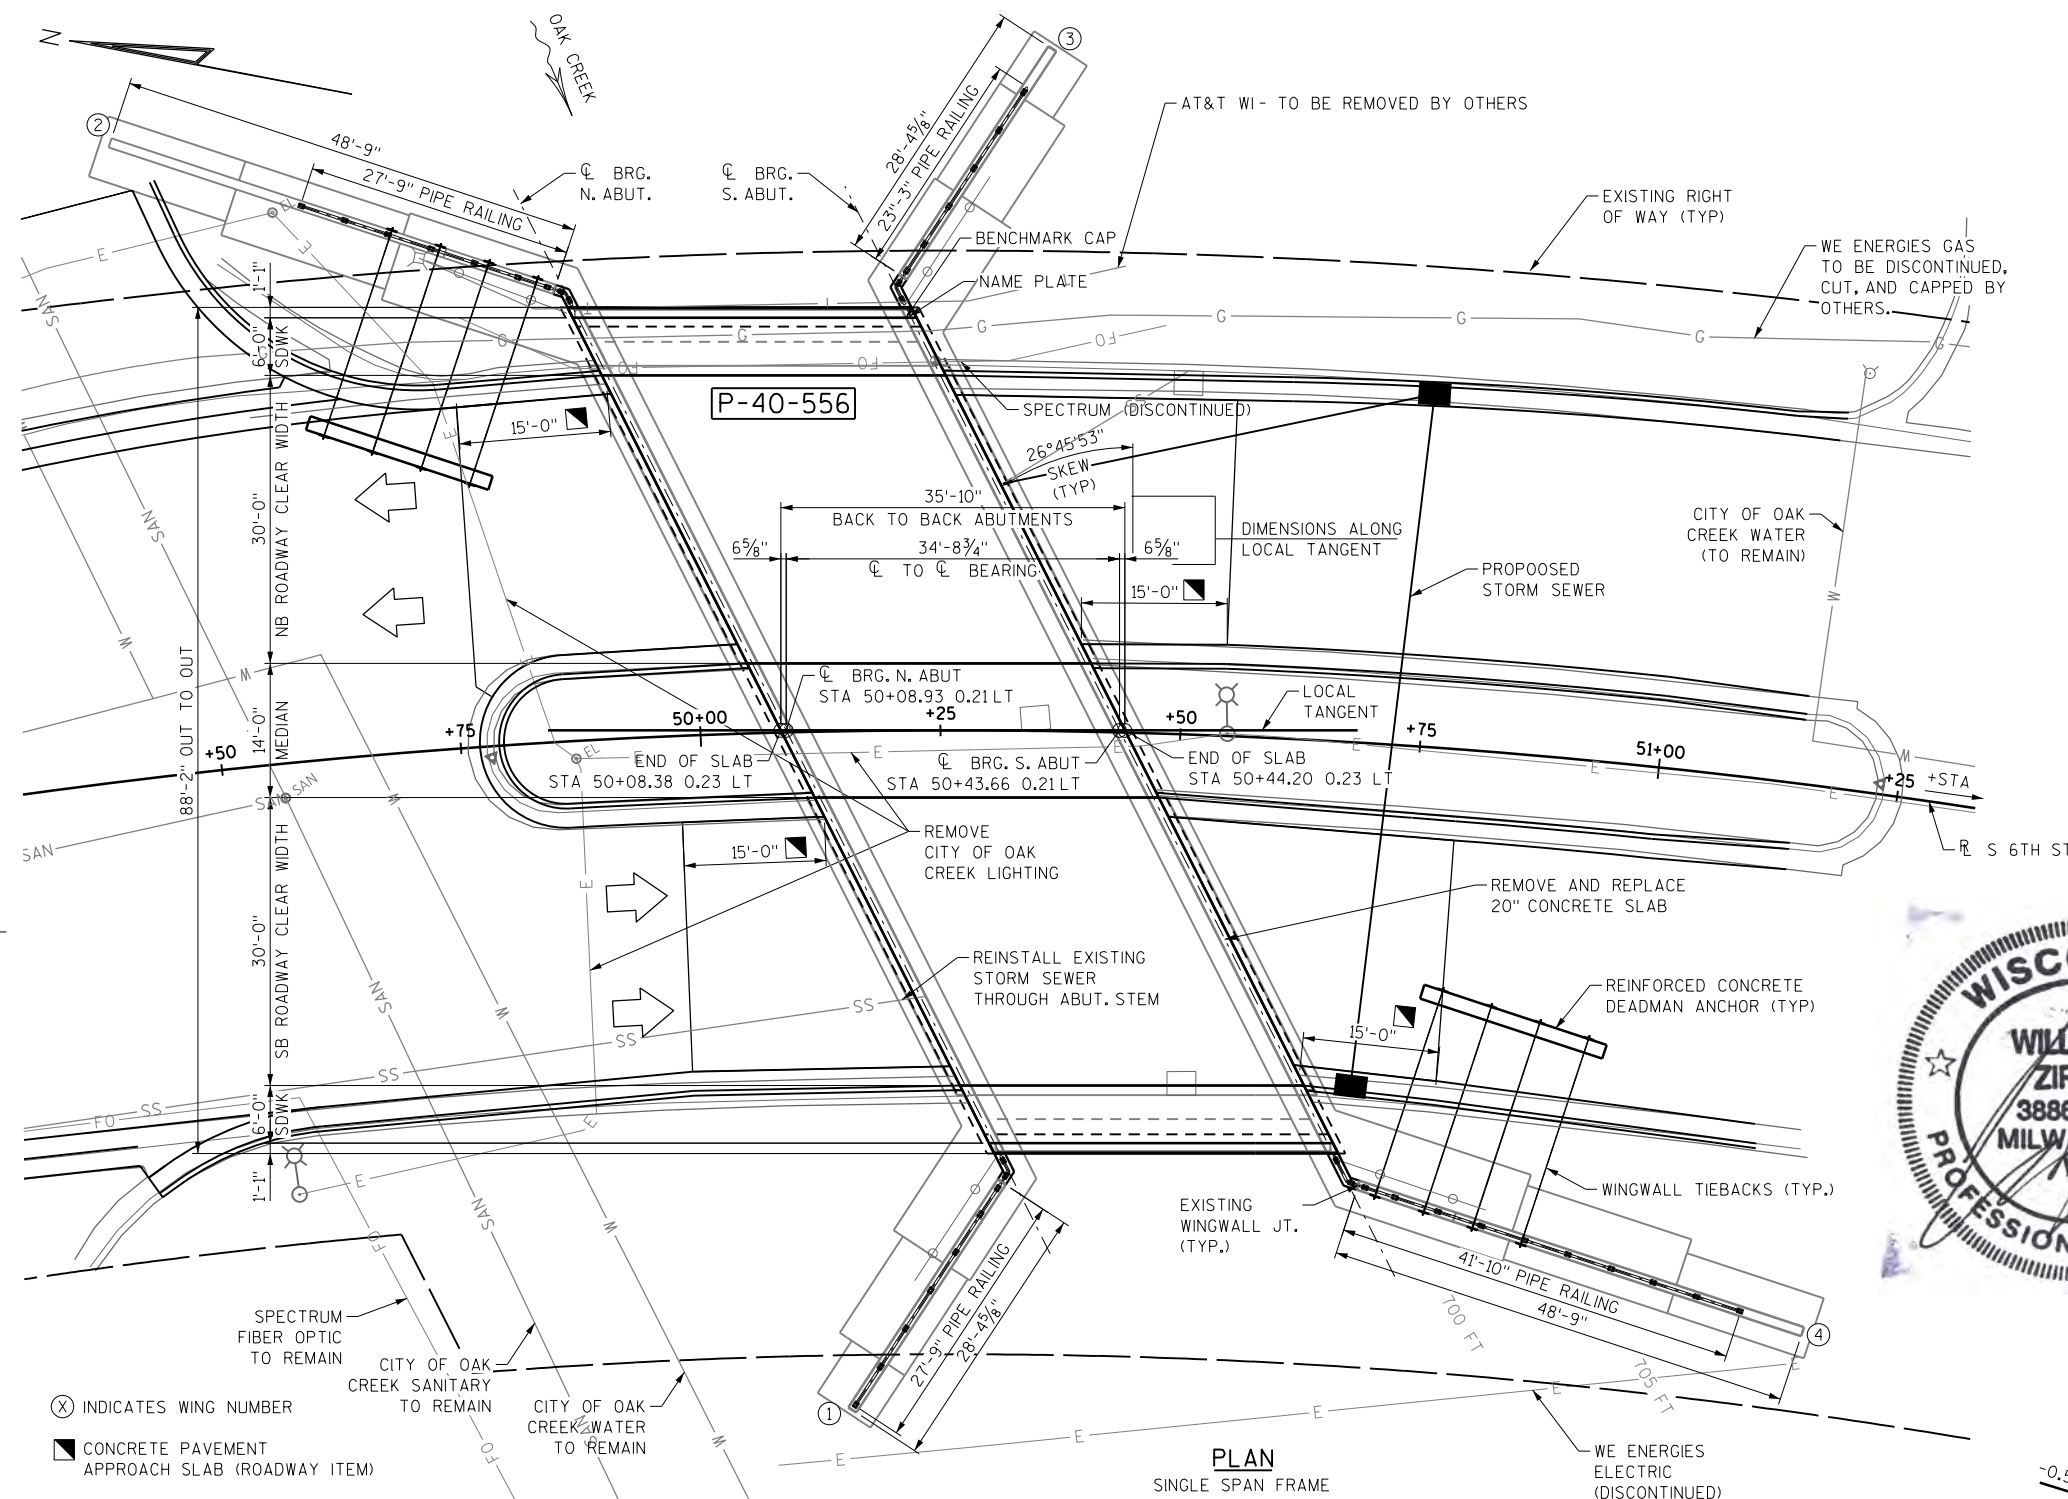 N
OAK CREEK
3
2
48'-9"
27'-9" PIPE RAILING
28'-4⅝"
23'-3" PIPE RAILING
℄ BRG.
N. ABUT.
℄ BRG.
S. ABUT.
AT&T WI- TO BE REMOVED BY OTHERS
EXISTING RIGHT
OF WAY (TYP)
BENCHMARK CAP
NAME PLATE
WE ENERGIES GAS
TO BE DISCONTINUED,
CUT, AND CAPPED BY
OTHERS.
1'-1"
6'-0"
SDWK
30'-0"
NB ROADWAY CLEAR WIDTH
14'-0"
MEDIAN
88'-2" OUT TO OUT
30'-0"
SB ROADWAY CLEAR WIDTH
6'-0"
SDWK
1'-1"
P-40-556
15'-0"
SPECTRUM (DISCONTINUED)
26°45'53"
SKEW
(TYP)
35'-10"
BACK TO BACK ABUTMENTS
6⅝"
34'-8¾"
6⅝"
℄ TO ℄ BEARING
DIMENSIONS ALONG
LOCAL TANGENT
15'-0"
CITY OF OAK
CREEK WATER
(TO REMAIN)
PROPOOSED
STORM SEWER
℄ BRG. N. ABUT
STA 50+08.93 0.21 LT
LOCAL
TANGENT
+50
+75
50+00
+25
+50
+75
51+00
+25
+STA
END OF SLAB
STA 50+08.38 0.23 LT
℄ BRG. S. ABUT
STA 50+43.66 0.21 LT
END OF SLAB
STA 50+44.20 0.23 LT
S 6TH ST
15'-0"
REMOVE
CITY OF OAK
CREEK LIGHTING
REMOVE AND REPLACE
20" CONCRETE SLAB
REINSTALL EXISTING
STORM SEWER
THROUGH ABUT. STEM
REINFORCED CONCRETE
DEADMAN ANCHOR (TYP)
15'-0"
WINGWALL TIEBACKS (TYP.)
EXISTING
WINGWALL JT.
(TYP.)
41'-10" PIPE RAILING
48'-9"
4
27'-9" PIPE RAILING
28'-4⅝"
1
700 FT
705 FT
SPECTRUM
FIBER OPTIC
TO REMAIN
CITY OF OAK
CREEK SANITARY
TO REMAIN
CITY OF OAK
CREEK WATER
TO REMAIN
WE ENERGIES
ELECTRIC
(DISCONTINUED)
X INDICATES WING NUMBER
CONCRETE PAVEMENT
APPROACH SLAB (ROADWAY ITEM)
PLAN
SINGLE SPAN FRAME
E
EL
SAN
W
G
FO
SS
PROFESSION